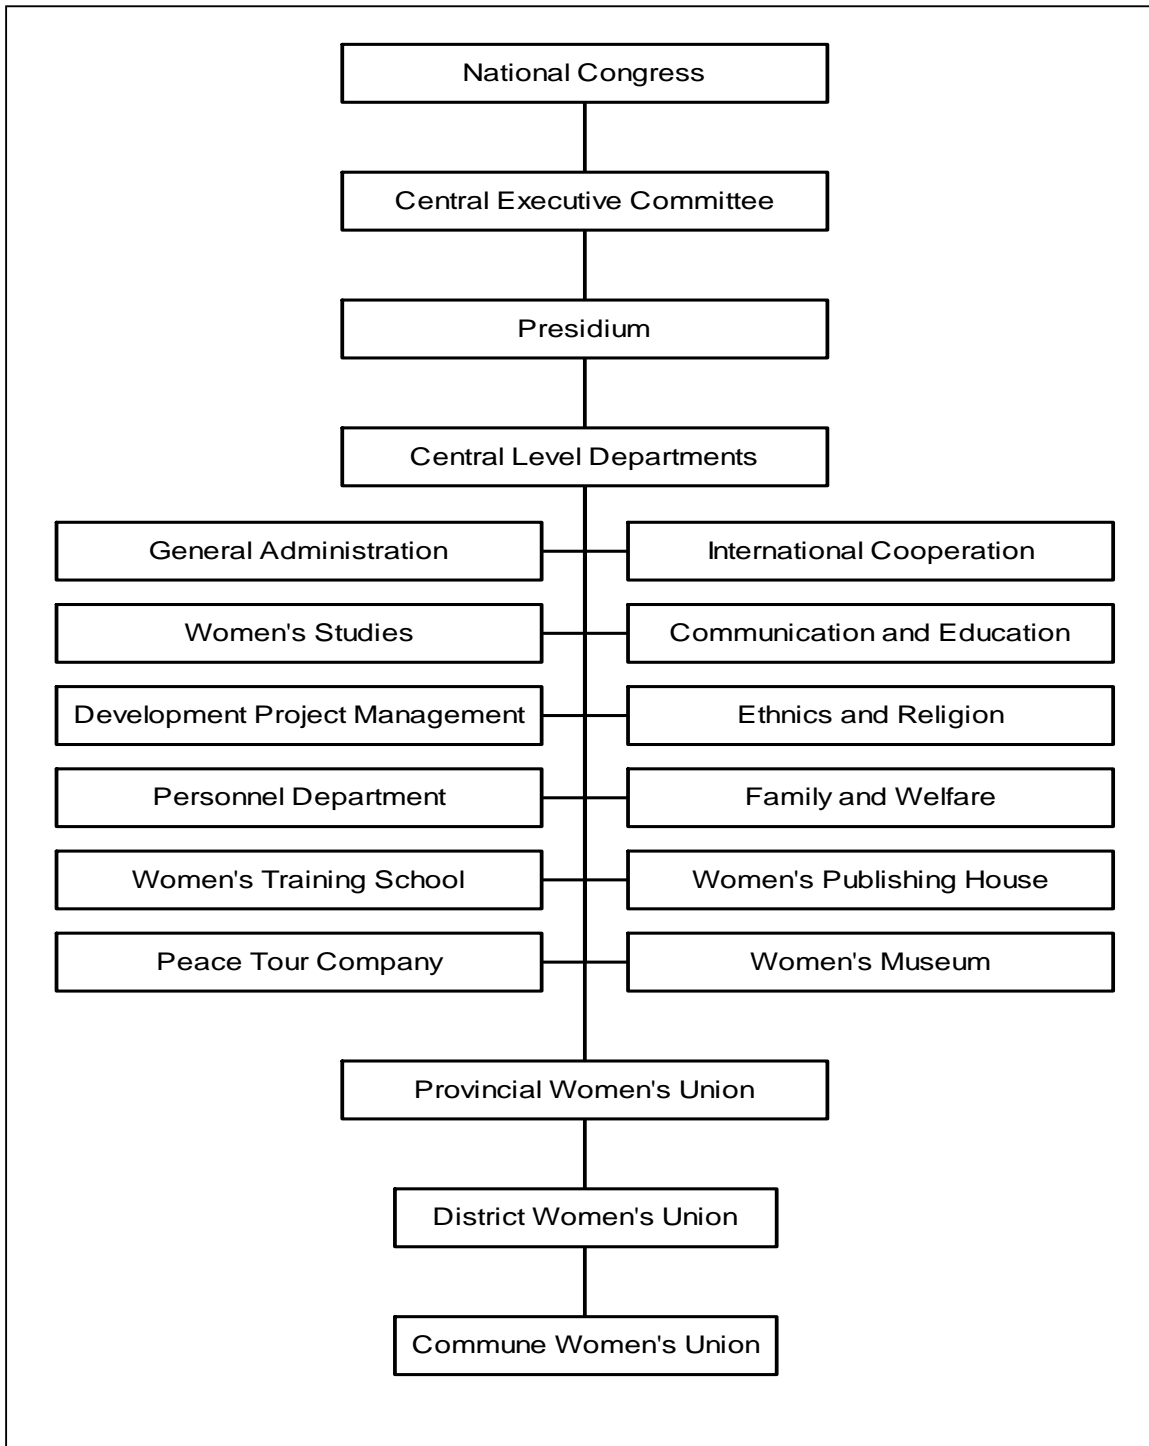 National Congress
Central Executive Committee
Presidium
Central Level Departments
General Administration
International Cooperation
Women's Studies
Communication and Education
Development Project Management
Ethnics and Religion
Personnel Department
Family and Welfare
Women's Training School
Women's Publishing House
Peace Tour Company
Women's Museum
Provincial Women's Union
District Women's Union
Commune Women's Union